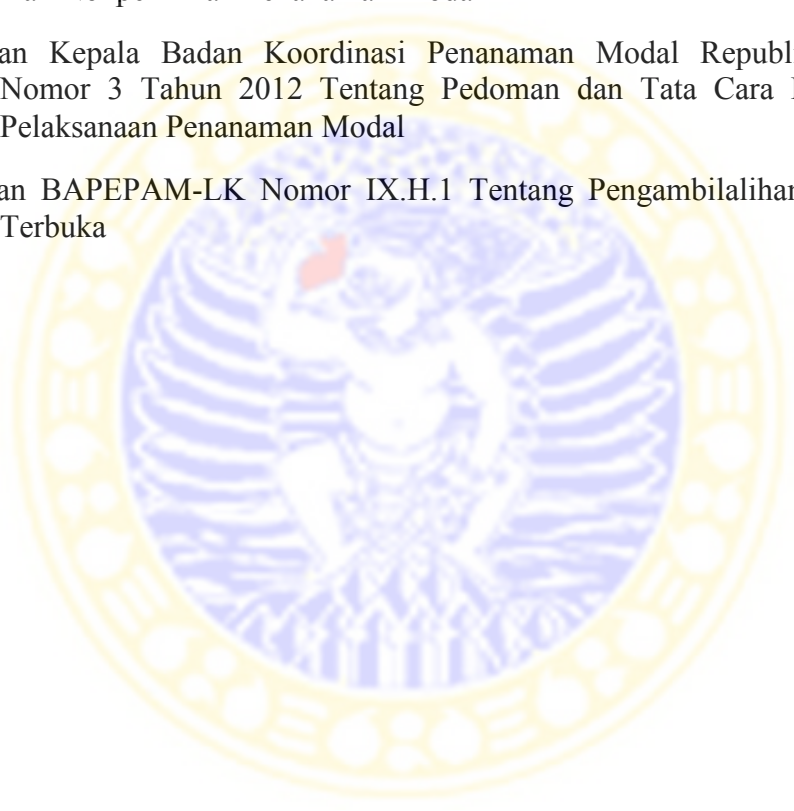 an Kepala Badan Koordinasi Penanaman Modal Republi
Nomor 3 Tahun 2012 Tentang Pedoman dan Tata Cara
Pelaksanaan Penanaman Modal
an BAPEPAM-LK Nomor IX.H.1 Tentang Pengambilalihan
Terbuka